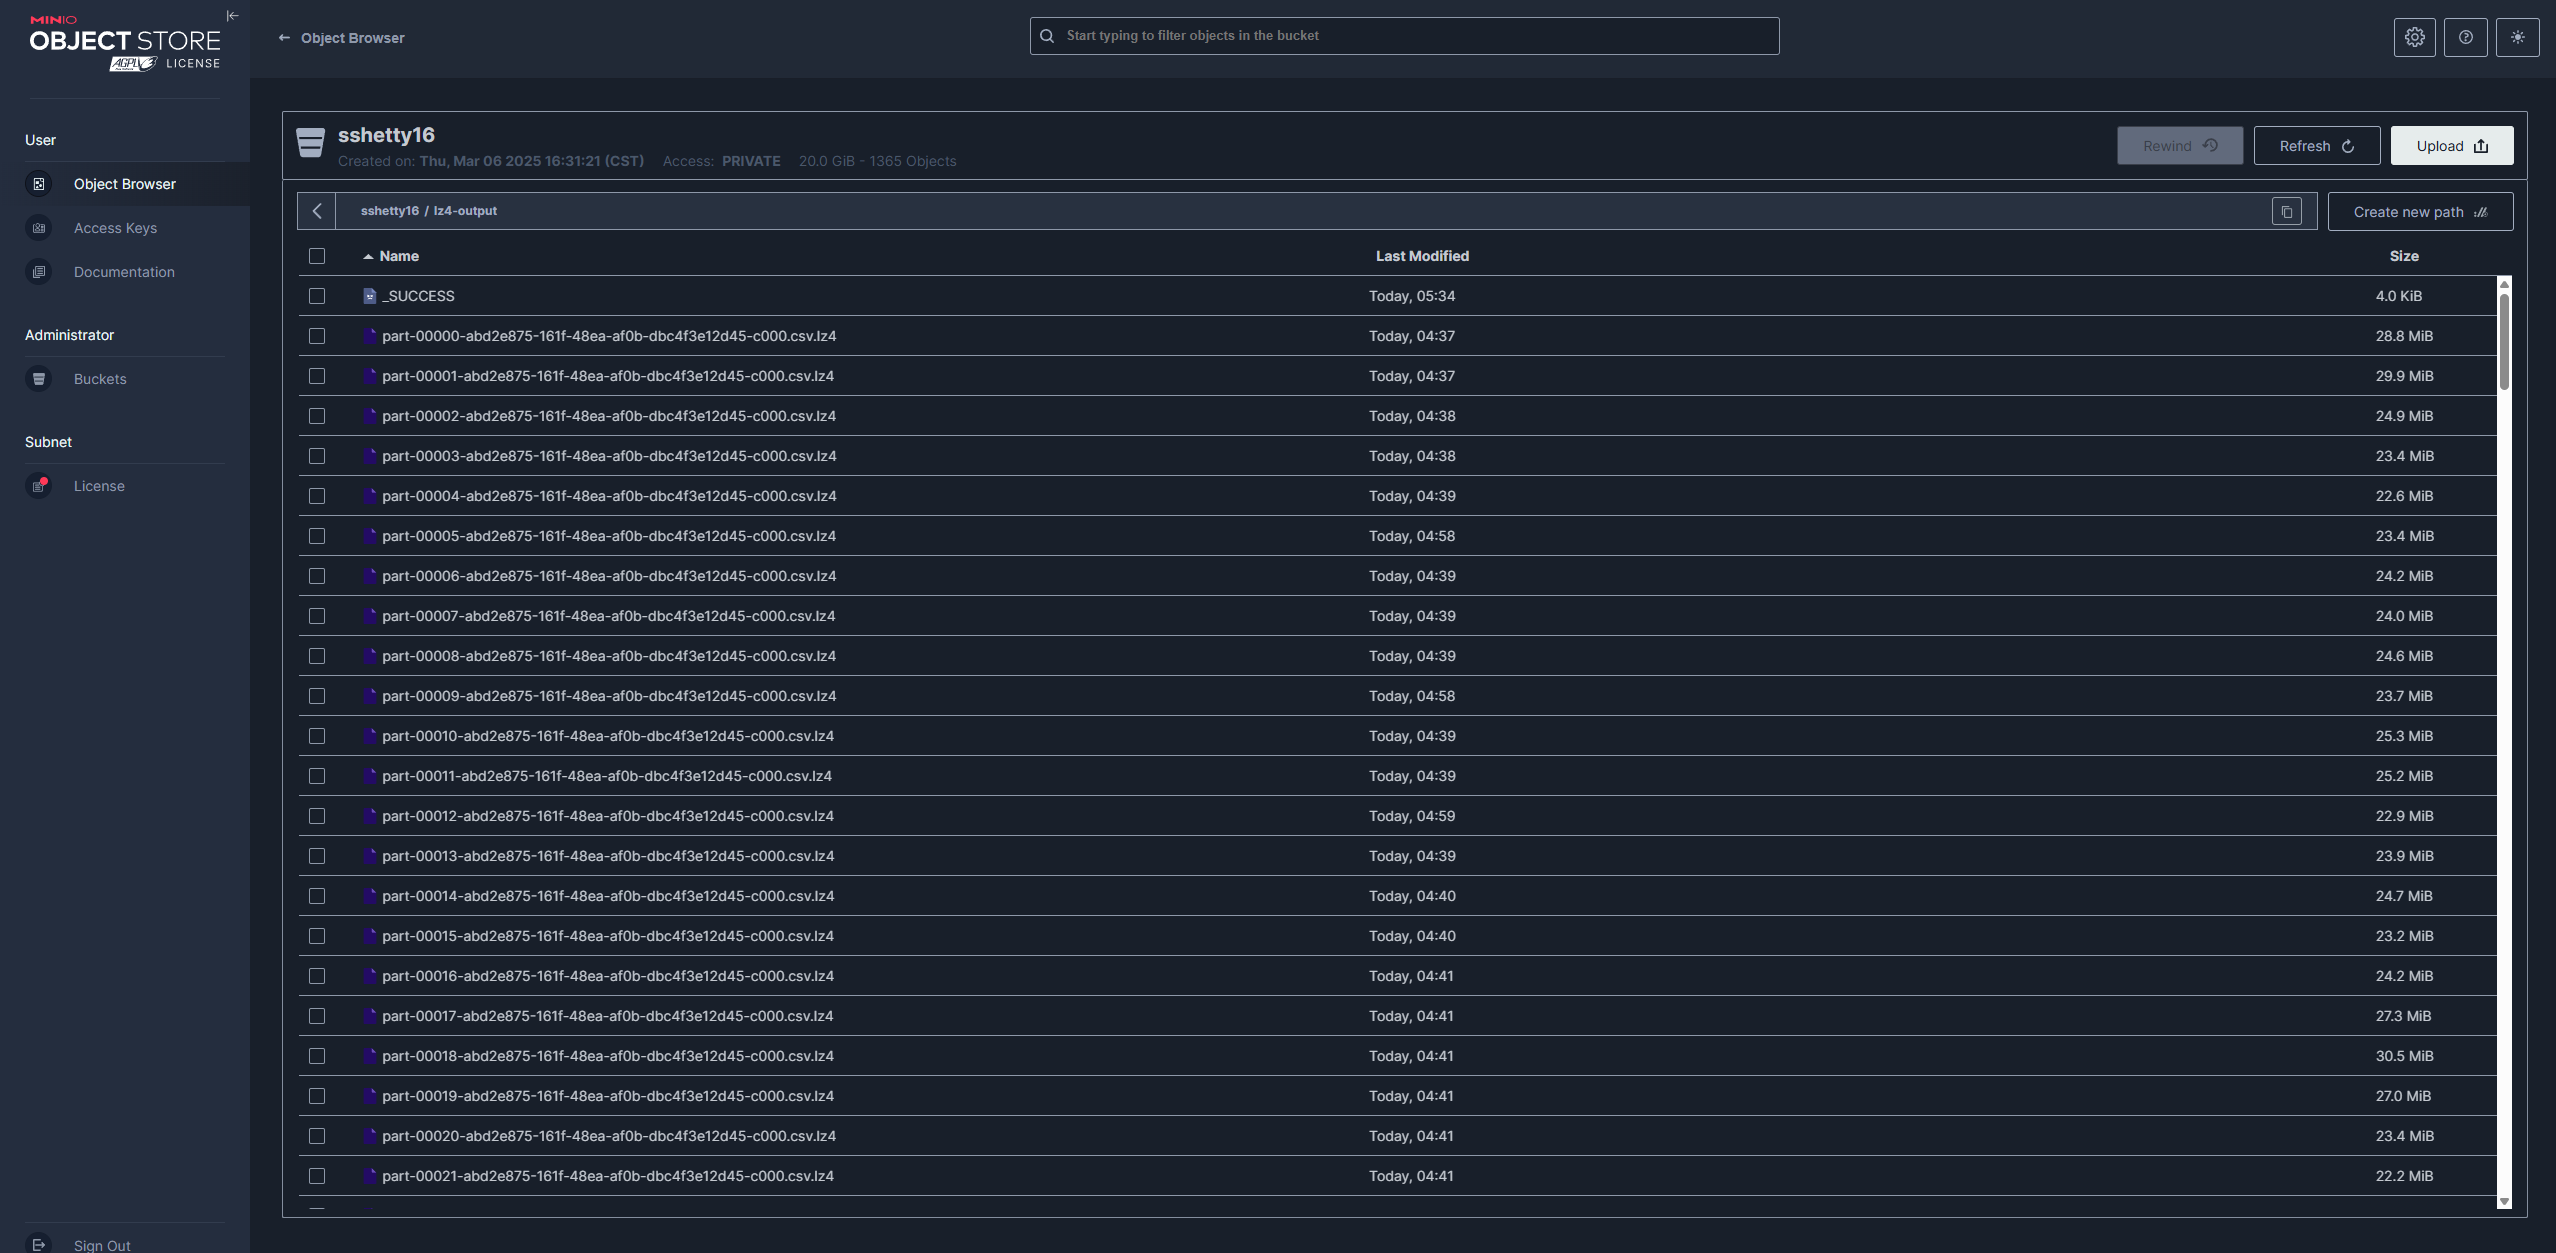 MINIO
OBJECT STORE
AGPLv3 LICENSE
Object Browser
Start typing to filter objects in the bucket
User
Object Browser
Access Keys
Documentation
Administrator
Buckets
Subnet
License
Sign Out
sshetty16
Created on: Thu, Mar 06 2025 16:31:21 (CST) Access: PRIVATE 20.0 GiB - 1365 Objects
Rewind
Refresh
Upload
sshetty16 / lz4-output
Create new path
Name Last Modified Size
_SUCCESS Today, 05:34 4.0 KiB
part-00000-abd2e875-161f-48ea-af0b-dbc4f3e12d45-c000.csv.lz4 Today, 04:37 28.8 MiB
part-00001-abd2e875-161f-48ea-af0b-dbc4f3e12d45-c000.csv.lz4 Today, 04:37 29.9 MiB
part-00002-abd2e875-161f-48ea-af0b-dbc4f3e12d45-c000.csv.lz4 Today, 04:38 24.9 MiB
part-00003-abd2e875-161f-48ea-af0b-dbc4f3e12d45-c000.csv.lz4 Today, 04:38 23.4 MiB
part-00004-abd2e875-161f-48ea-af0b-dbc4f3e12d45-c000.csv.lz4 Today, 04:39 22.6 MiB
part-00005-abd2e875-161f-48ea-af0b-dbc4f3e12d45-c000.csv.lz4 Today, 04:58 23.4 MiB
part-00006-abd2e875-161f-48ea-af0b-dbc4f3e12d45-c000.csv.lz4 Today, 04:39 24.2 MiB
part-00007-abd2e875-161f-48ea-af0b-dbc4f3e12d45-c000.csv.lz4 Today, 04:39 24.0 MiB
part-00008-abd2e875-161f-48ea-af0b-dbc4f3e12d45-c000.csv.lz4 Today, 04:39 24.6 MiB
part-00009-abd2e875-161f-48ea-af0b-dbc4f3e12d45-c000.csv.lz4 Today, 04:58 23.7 MiB
part-00010-abd2e875-161f-48ea-af0b-dbc4f3e12d45-c000.csv.lz4 Today, 04:39 25.3 MiB
part-00011-abd2e875-161f-48ea-af0b-dbc4f3e12d45-c000.csv.lz4 Today, 04:39 25.2 MiB
part-00012-abd2e875-161f-48ea-af0b-dbc4f3e12d45-c000.csv.lz4 Today, 04:59 22.9 MiB
part-00013-abd2e875-161f-48ea-af0b-dbc4f3e12d45-c000.csv.lz4 Today, 04:39 23.9 MiB
part-00014-abd2e875-161f-48ea-af0b-dbc4f3e12d45-c000.csv.lz4 Today, 04:40 24.7 MiB
part-00015-abd2e875-161f-48ea-af0b-dbc4f3e12d45-c000.csv.lz4 Today, 04:40 23.2 MiB
part-00016-abd2e875-161f-48ea-af0b-dbc4f3e12d45-c000.csv.lz4 Today, 04:41 24.2 MiB
part-00017-abd2e875-161f-48ea-af0b-dbc4f3e12d45-c000.csv.lz4 Today, 04:41 27.3 MiB
part-00018-abd2e875-161f-48ea-af0b-dbc4f3e12d45-c000.csv.lz4 Today, 04:41 30.5 MiB
part-00019-abd2e875-161f-48ea-af0b-dbc4f3e12d45-c000.csv.lz4 Today, 04:41 27.0 MiB
part-00020-abd2e875-161f-48ea-af0b-dbc4f3e12d45-c000.csv.lz4 Today, 04:41 23.4 MiB
part-00021-abd2e875-161f-48ea-af0b-dbc4f3e12d45-c000.csv.lz4 Today, 04:41 22.2 MiB